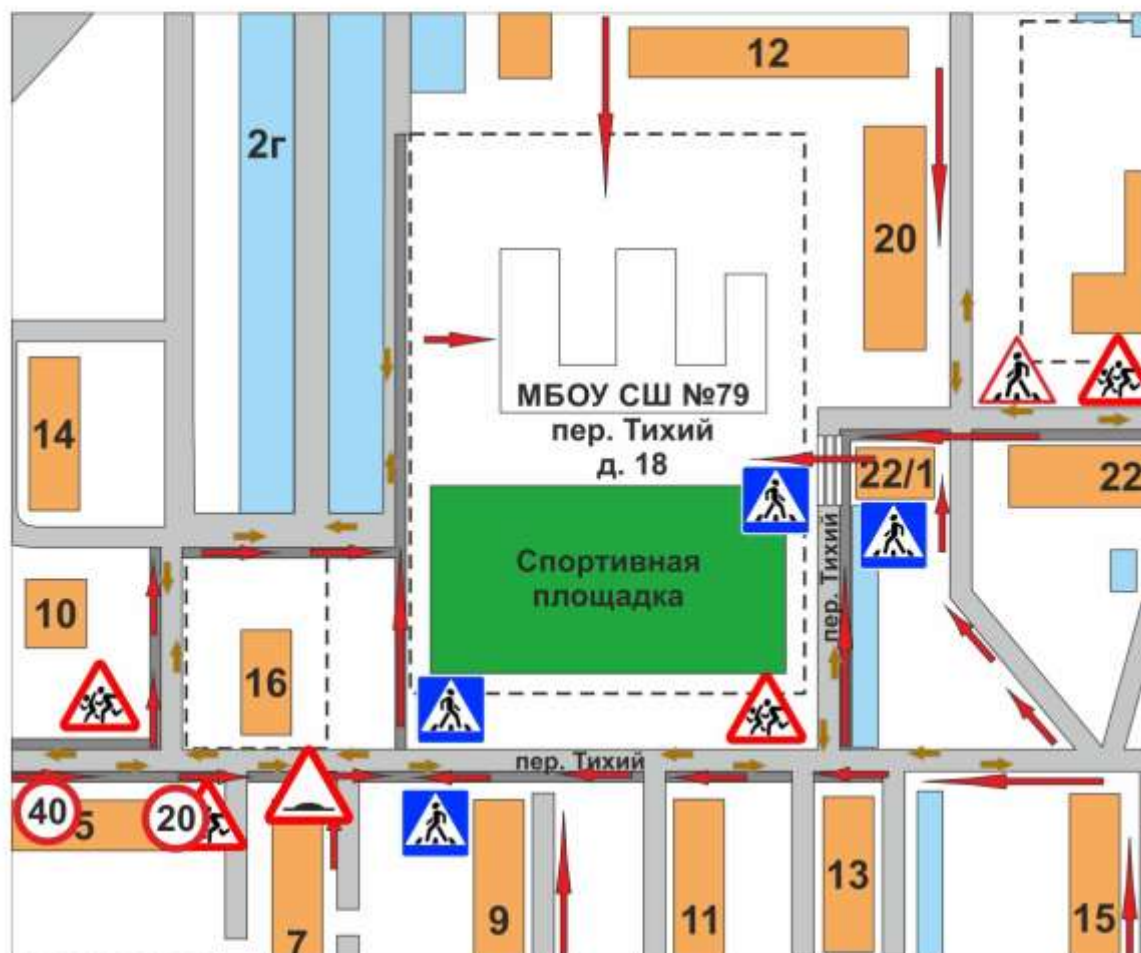 12
2г
20
МБОУ СШ №79
пер. Тихий
д. 18
14
22/1
22
Спортивная
площадка
пер. Тихий
10
16
пер. Тихий
40
5
20
7
9
11
13
15